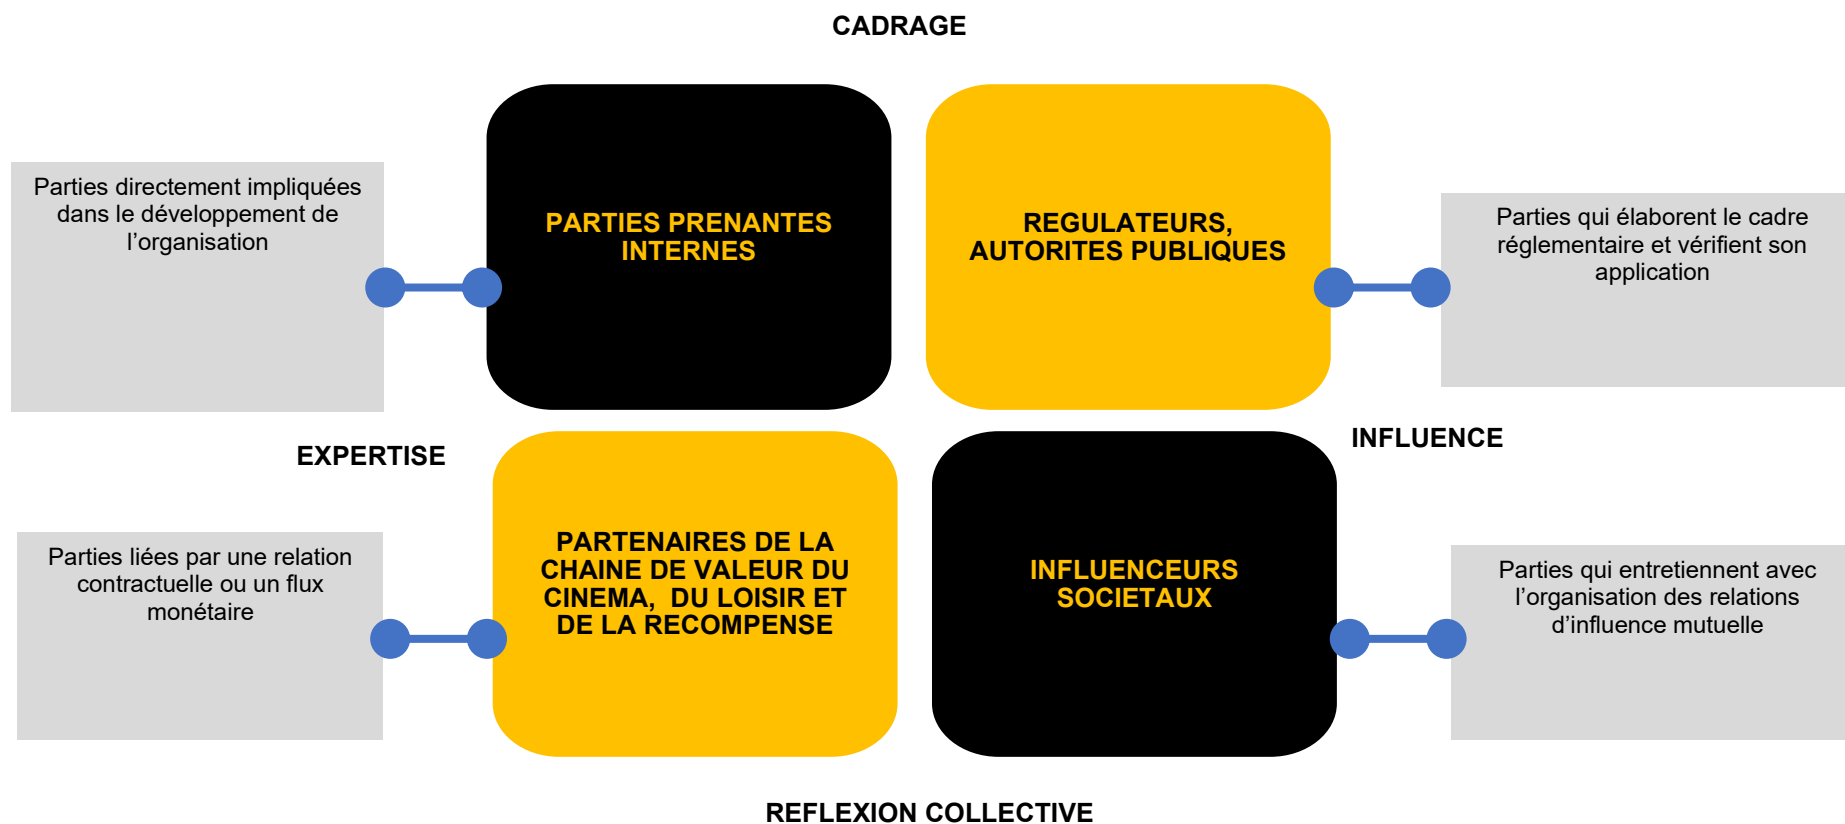 CADRAGE
Parties directement impliquées
dans le développement de
l’organisation
PARTIES PRENANTES
INTERNES
REGULATEURS,
AUTORITES PUBLIQUES
Parties qui élaborent le cadre
réglementaire et vérifient son
application
EXPERTISE
INFLUENCE
Parties liées par une relation
contractuelle ou un flux
monétaire
PARTENAIRES DE LA
CHAINE DE VALEUR DU
CINEMA, DU LOISIR ET
DE LA RECOMPENSE
INFLUENCEURS
SOCIETAUX
Parties qui entretiennent avec
l’organisation des relations
d’influence mutuelle
REFLEXION COLLECTIVE